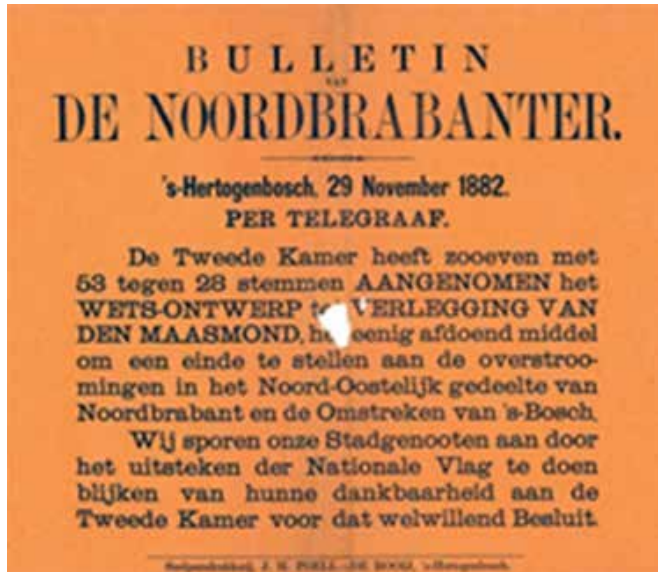 BULLETIN
VAN
DE NOORDBRABANTER.
's-Hertogenbosch, 29 November 1882.
PER TELEGRAAF.
De Tweede Kamer heeft zooeven met
53 tegen 28 stemmen AANGENOMEN het
WETS-ONTWERP VERLEGGING VAN
DEN MAASMOND, eenig afdoend middel
om een einde te stellen aan de overstroo-
mingen in het Noord-Oostelijk gedeelte van
Noordbrabant en de Omstreken van 's-Bosch.
Wij sporen onze Stadgenooten aan door
het uitsteken der Nationale Vlag te doen
blijken van hunne dankbaarheid aan de
Tweede Kamer voor dat welwillend Besluit.
's-Hertogenbosch.